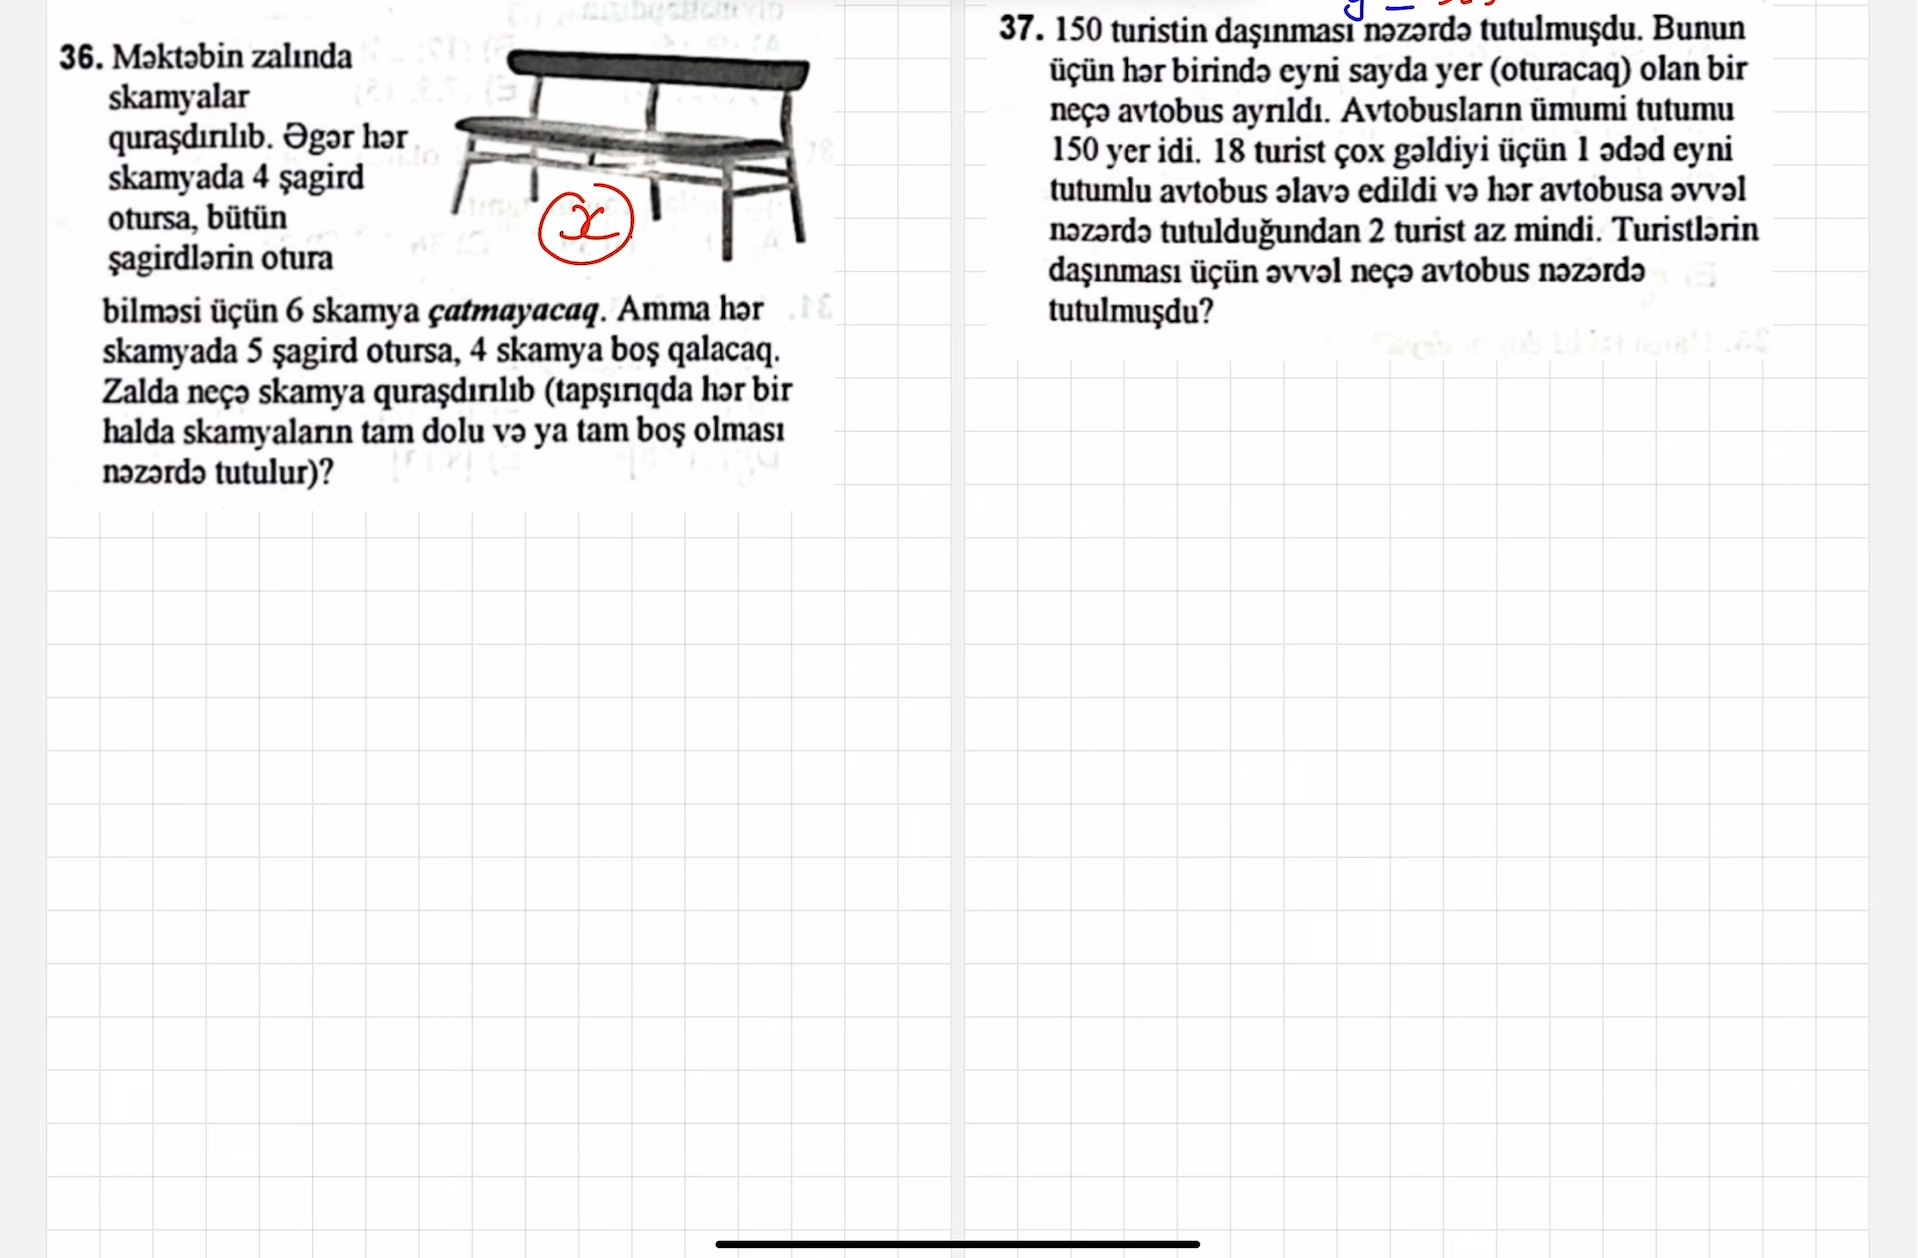 36. Məktəbin zalında
skamyalar
quraşdırılıb. Əgər hər
skamyada 4 şagird
otursa, bütün
şagirdlərin otura
bilməsi üçün 6 skamya çatmayacaq. Amma hər
skamyada 5 şagird otursa, 4 skamya boş qalacaq.
Zalda neçə skamya quraşdırılıb (tapşırıqda hər bir
halda skamyaların tam dolu və ya tam boş olması
nəzərdə tutulur)?
x
37. 150 turistin daşınması nəzərdə tutulmuşdu. Bunun
üçün hər birində eyni sayda yer (oturacaq) olan bir
neçə avtobus ayrıldı. Avtobusların ümumi tutumu
150 yer idi. 18 turist çox gəldiyi üçün 1 ədəd eyni
tutumlu avtobus əlavə edildi və hər avtobusa əvvəl
nəzərdə tutulduğundan 2 turist az mindi. Turistlərin
daşınması üçün əvvəl neçə avtobus nəzərdə
tutulmuşdu?